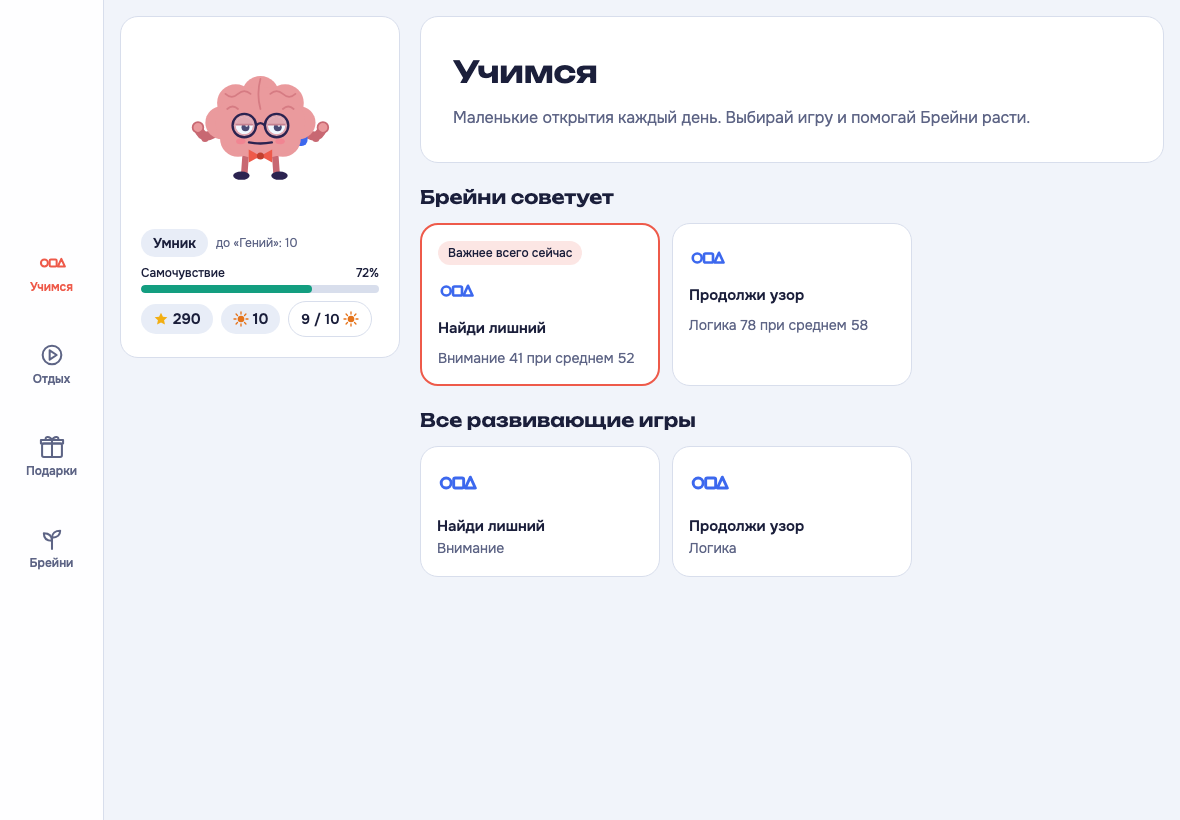 Учимся
Отдых
Подарки
Брейни
Умник
до «Гений»: 10
Самочувствие
72%
290
10
9 / 10
Учимся
Маленькие открытия каждый день. Выбирай игру и помогай Брейни расти.
Брейни советует
Важнее всего сейчас
Найди лишний
Внимание 41 при среднем 52
Продолжи узор
Логика 78 при среднем 58
Все развивающие игры
Найди лишний
Внимание
Продолжи узор
Логика